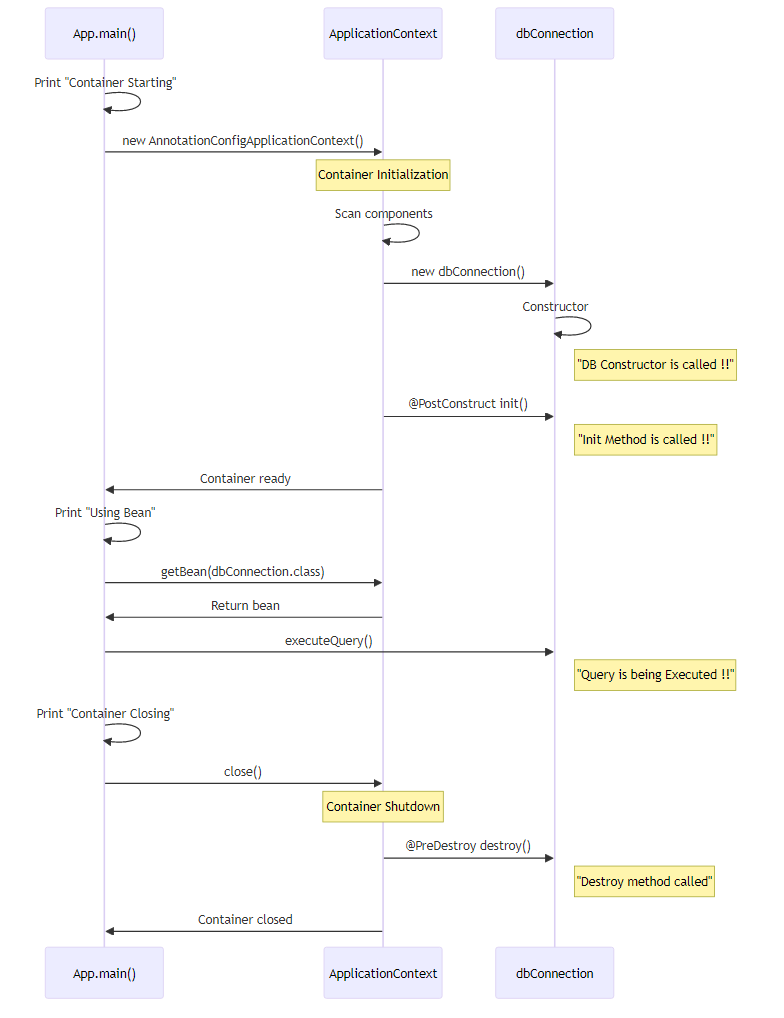 App.main()
ApplicationContext
dbConnection
Print "Container Starting"
new AnnotationConfigApplicationContext()
Container Initialization
Scan components
new dbConnection()
Constructor
"DB Constructor is called !!"
@PostConstruct init()
"Init Method is called !!"
Container ready
Print "Using Bean"
getBean(dbConnection.class)
Return bean
executeQuery()
"Query is being Executed !!"
Print "Container Closing"
close()
Container Shutdown
@PreDestroy destroy()
"Destroy method called"
Container closed
App.main()
ApplicationContext
dbConnection